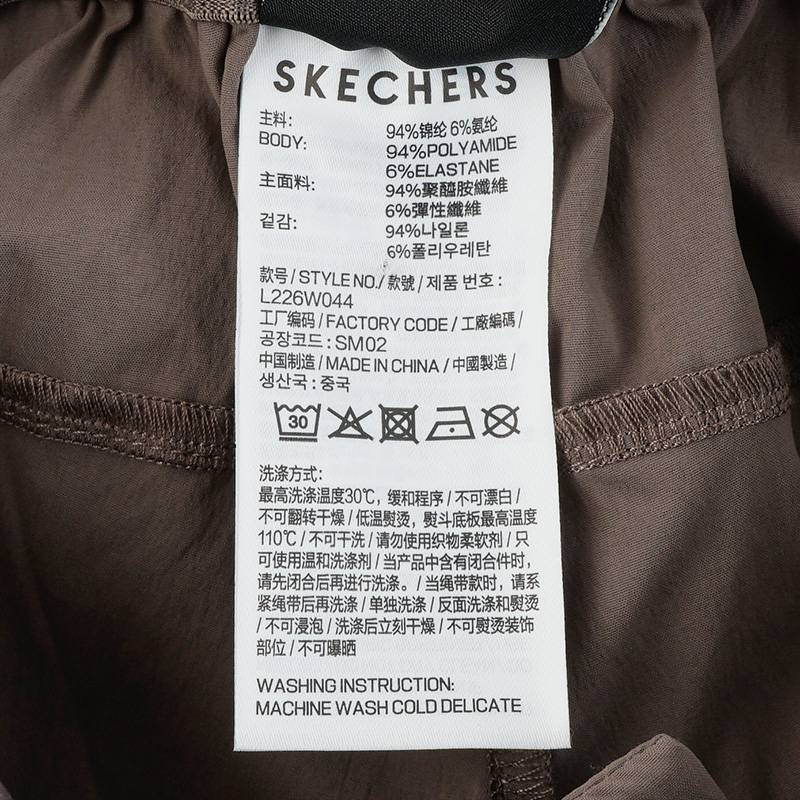 SKECHERS
主料: 94%锦纶 6%氨纶
BODY: 94%POLYAMIDE
6%ELASTANE
主面料: 94%聚醯胺纖維
6%彈性纖維
겉감: 94%나일론
6%폴리우레탄
款号 / STYLE NO./ 款號 / 제품 번호 :
L226W044
工厂编码 / FACTORY CODE / 工廠編碼 /
공장코드 : SM02
中国制造 / MADE IN CHINA / 中國製造 /
생산국 : 중국
30
洗涤方式:
最高洗涤温度30℃，缓和程序 / 不可漂白 /
不可翻转干燥 / 低温熨烫，熨斗底板最高温度
110℃ / 不可干洗 / 请勿使用织物柔软剂 / 只
可使用温和洗涤剂 / 当产品中含有闭合件时，
请先闭合后再进行洗涤。 / 当绳带款时，请系
紧绳带后再洗涤 / 单独洗涤 / 反面洗涤和熨烫
/ 不可浸泡 / 洗涤后立刻干燥 / 不可熨烫装饰
部位 / 不可曝晒
WASHING INSTRUCTION:
MACHINE WASH COLD DELICATE